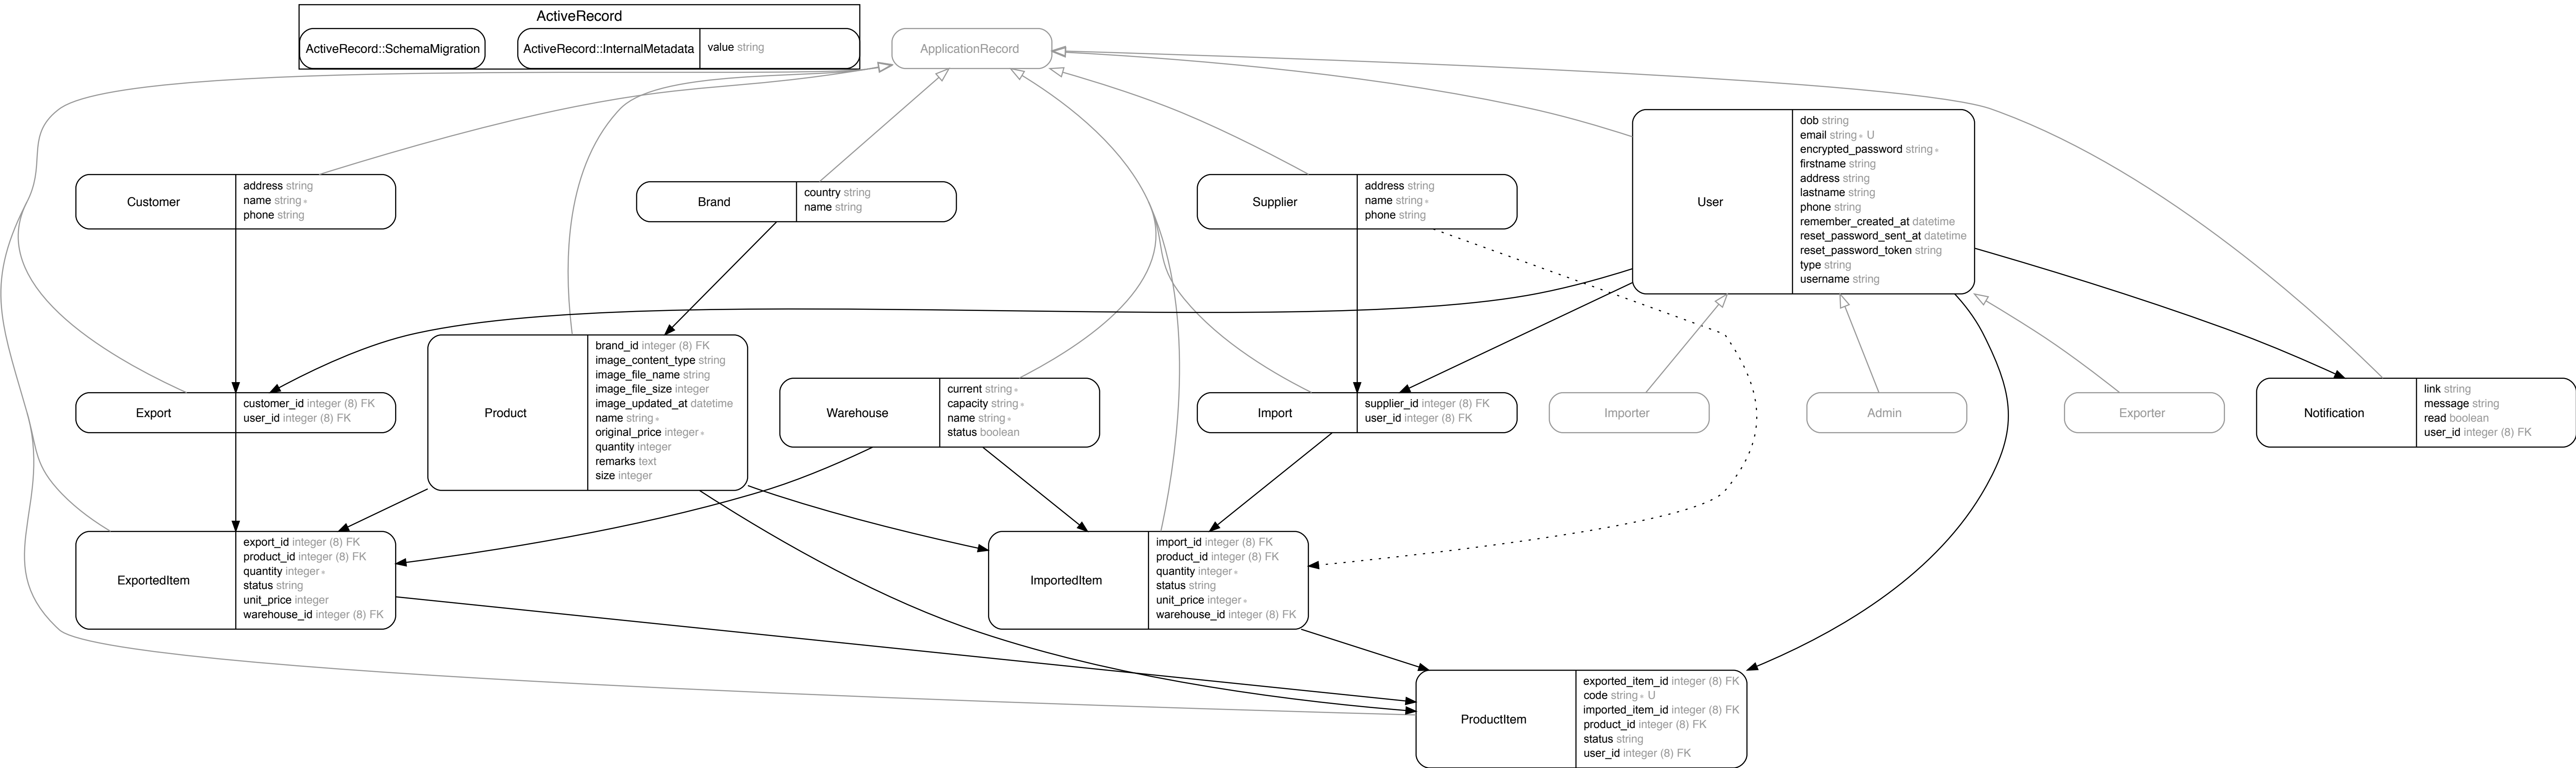 ActiveRecord
ActiveRecord::SchemaMigration
ActiveRecord::InternalMetadata
value string
ApplicationRecord
Customer
address string
name string ∗
phone string
Brand
country string
name string
Supplier
address string
name string ∗
phone string
User
dob string
email string ∗ U
encrypted_password string ∗
firstname string
address string
lastname string
phone string
remember_created_at datetime
reset_password_sent_at datetime
reset_password_token string
type string
username string
Export
customer_id integer (8) FK
user_id integer (8) FK
Product
brand_id integer (8) FK
image_content_type string
image_file_name string
image_file_size integer
image_updated_at datetime
name string ∗
original_price integer ∗
quantity integer
remarks text
size integer
Warehouse
current string ∗
capacity string ∗
name string ∗
status boolean
Import
supplier_id integer (8) FK
user_id integer (8) FK
Importer
Admin
Exporter
Notification
link string
message string
read boolean
user_id integer (8) FK
ExportedItem
export_id integer (8) FK
product_id integer (8) FK
quantity integer ∗
status string
unit_price integer
warehouse_id integer (8) FK
ImportedItem
import_id integer (8) FK
product_id integer (8) FK
quantity integer ∗
status string
unit_price integer ∗
warehouse_id integer (8) FK
ProductItem
exported_item_id integer (8) FK
code string ∗ U
imported_item_id integer (8) FK
product_id integer (8) FK
status string
user_id integer (8) FK